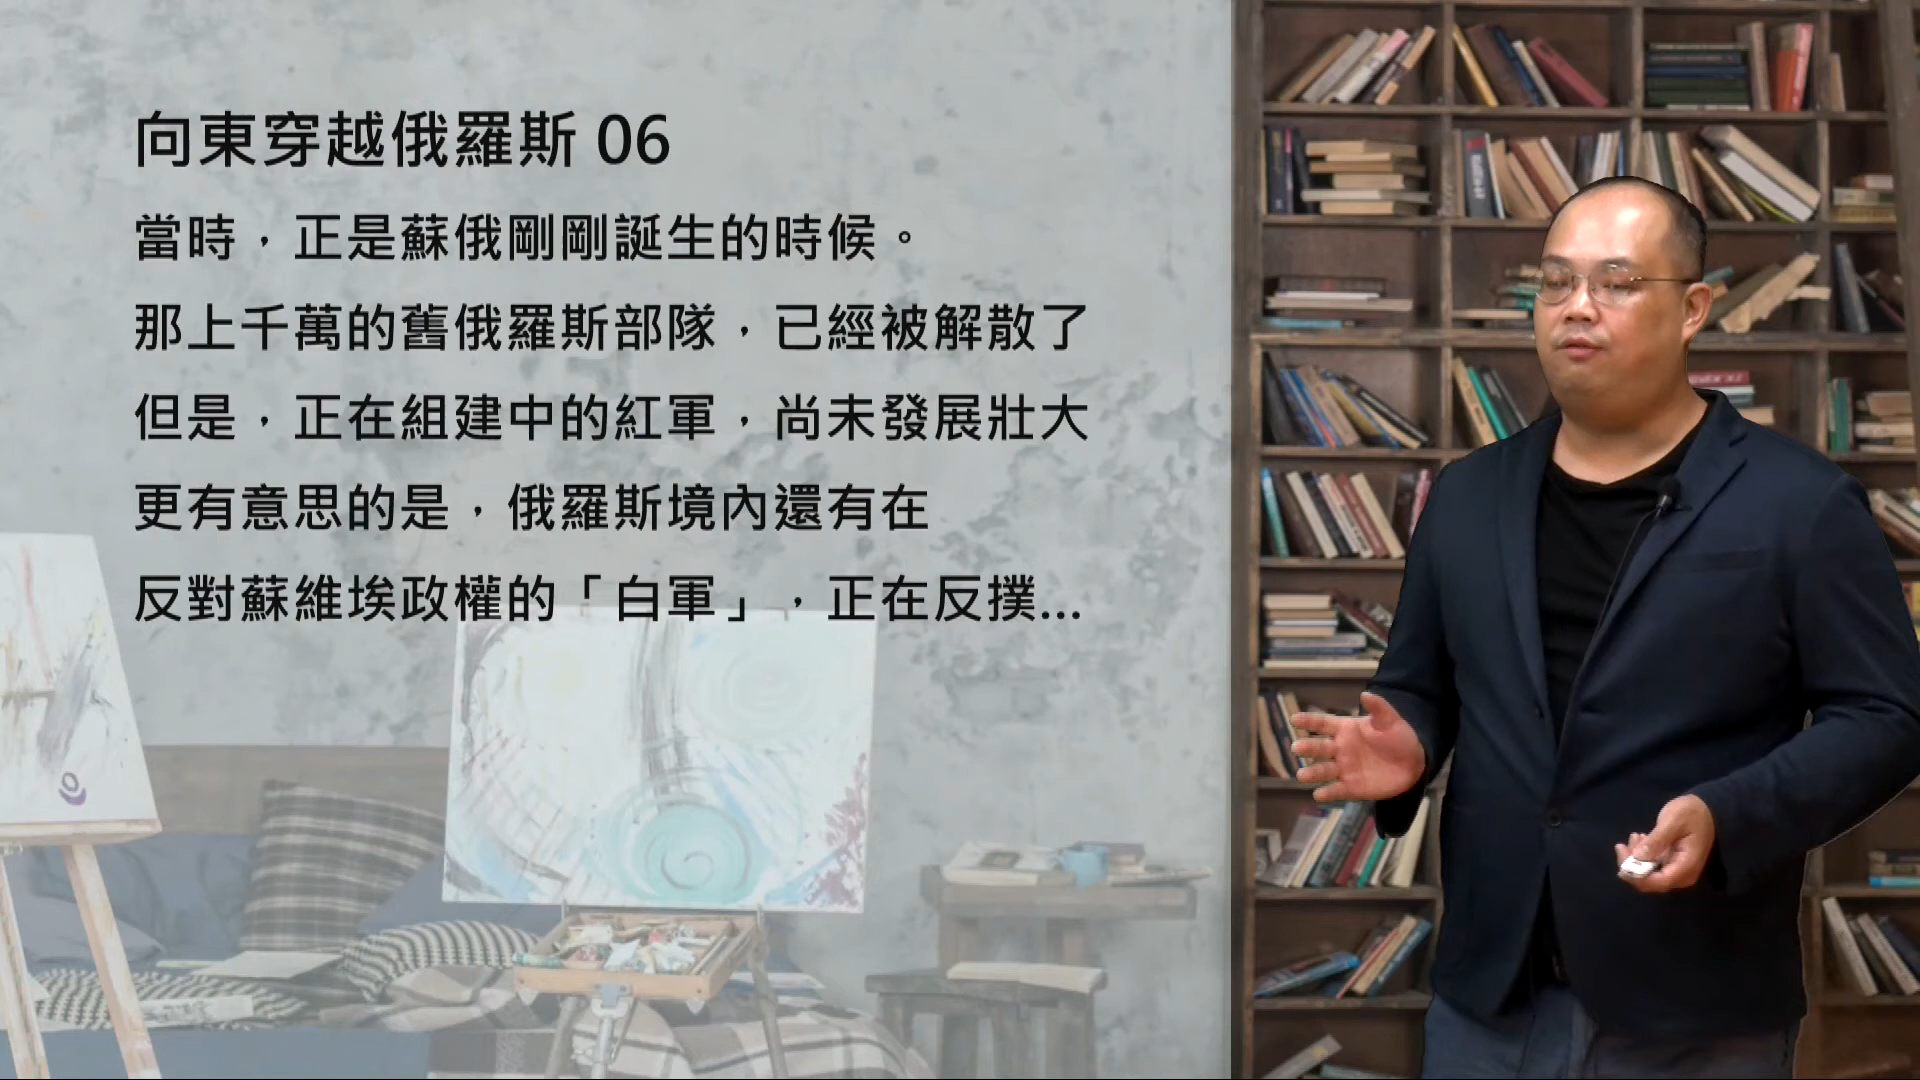 向東穿越俄羅斯 06
當時，正是蘇俄剛剛誕生的時候。
那上千萬的舊俄羅斯部隊，已經被解散了
但是，正在組建中的紅軍，尚未發展壯大
更有意思的是，俄羅斯境內還有在
反對蘇維埃政權的「白軍」，正在反撲...